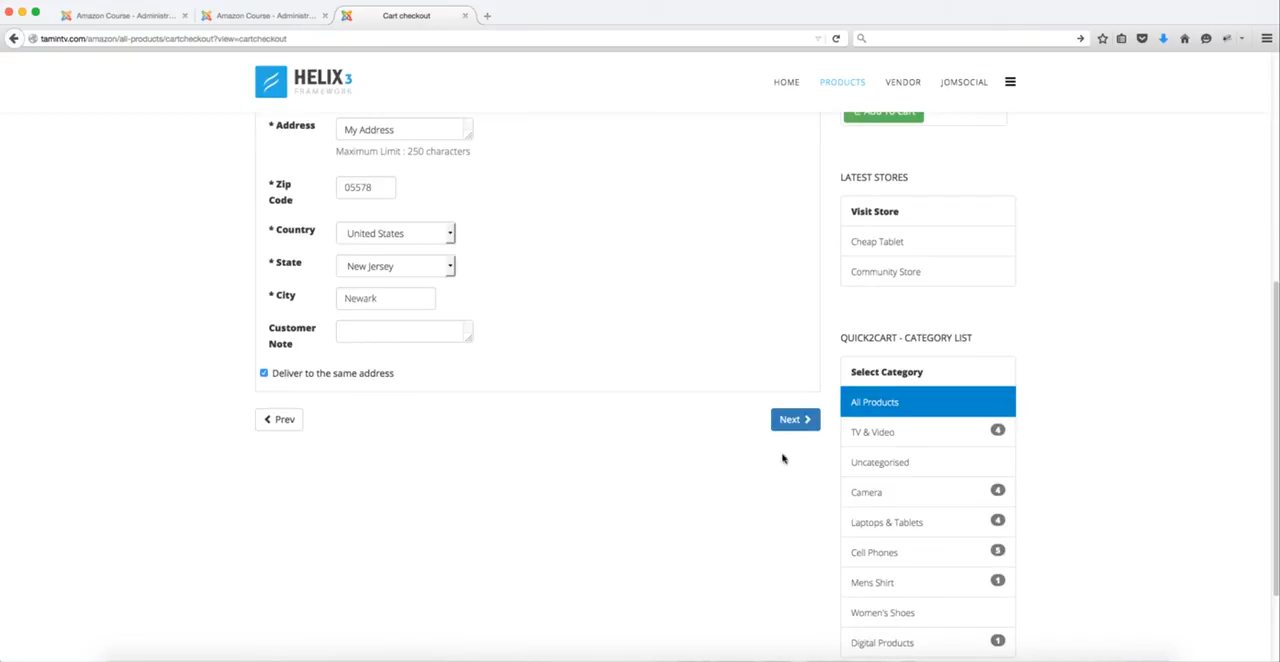 Amazon Course - Administr...
Amazon Course - Administr...
Cart checkout
tamintv.com/amazon/all-products/cartcheckout?view=cartcheckout
HELIX3
FRAMEWORK
HOME
PRODUCTS
VENDOR
JOMSOCIAL
* Address
My Address
Maximum Limit : 250 characters
* Zip
Code
05578
* Country
United States
* State
New Jersey
* City
Newark
Customer
Note
Deliver to the same address
Prev
Next
Add To Cart
LATEST STORES
Visit Store
Cheap Tablet
Community Store
QUICK2CART - CATEGORY LIST
Select Category
All Products
TV & Video 4
Uncategorised
Camera 4
Laptops & Tablets 4
Cell Phones 5
Mens Shirt 1
Women's Shoes
Digital Products 1